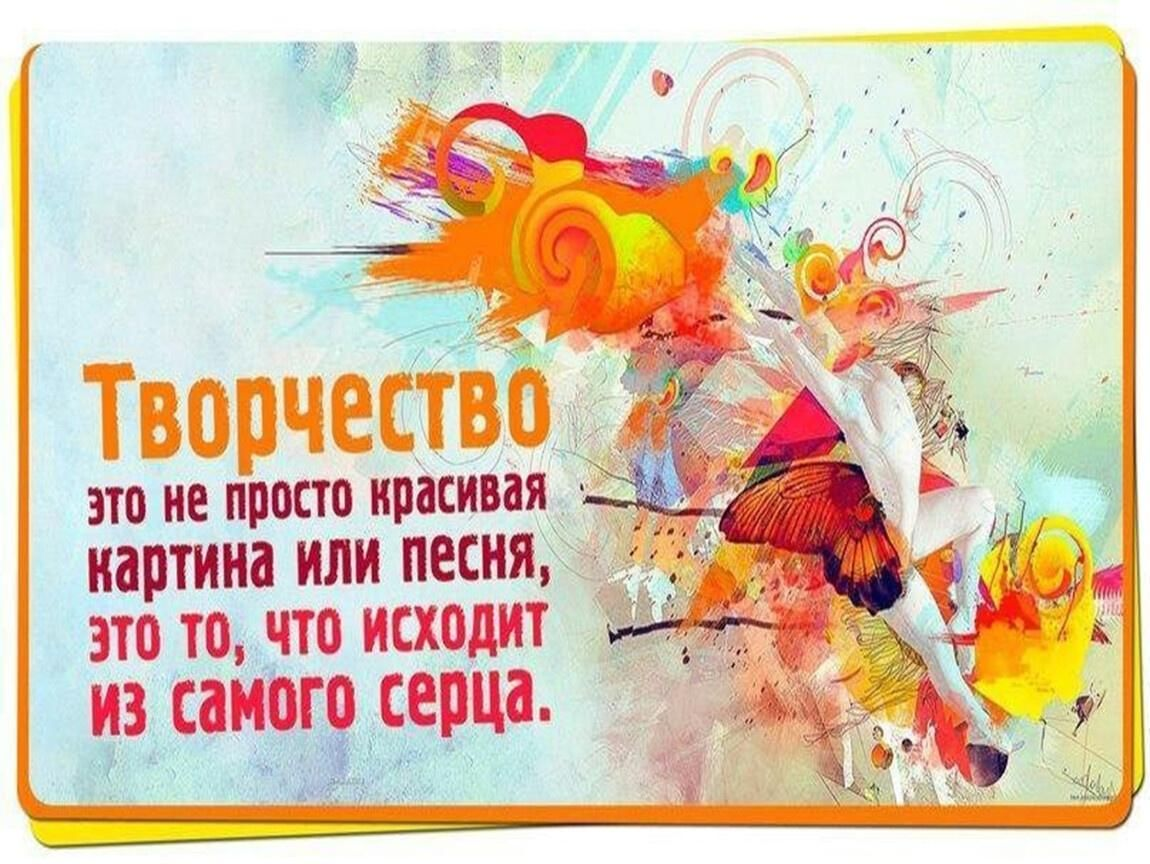 Творчество
это не просто красивая
картина или песня,
это то, что исходит
из самого серца.